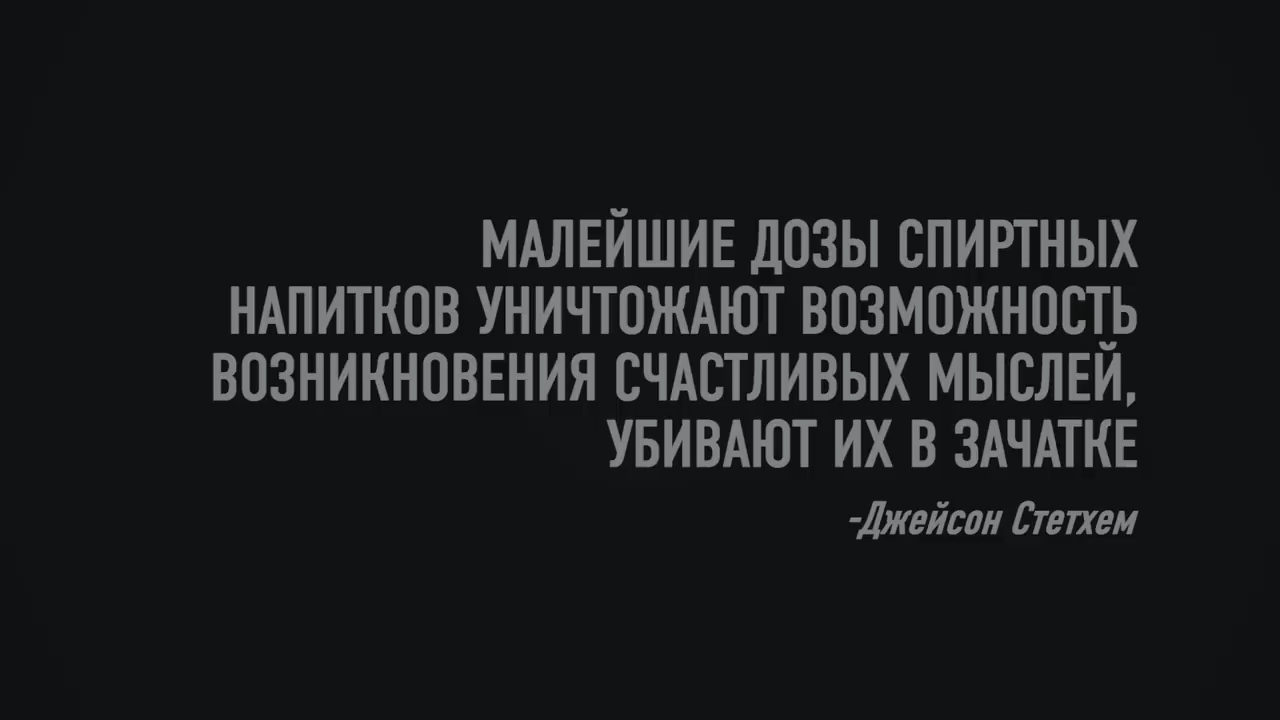 МАЛЕЙШИЕ ДОЗЫ СПИРТНЫХ
НАПИТКОВ УНИЧТОЖАЮТ ВОЗМОЖНОСТЬ
ВОЗНИКНОВЕНИЯ СЧАСТЛИВЫХ МЫСЛЕЙ,
УБИВАЮТ ИХ В ЗАЧАТКЕ
-Джейсон Стетхем